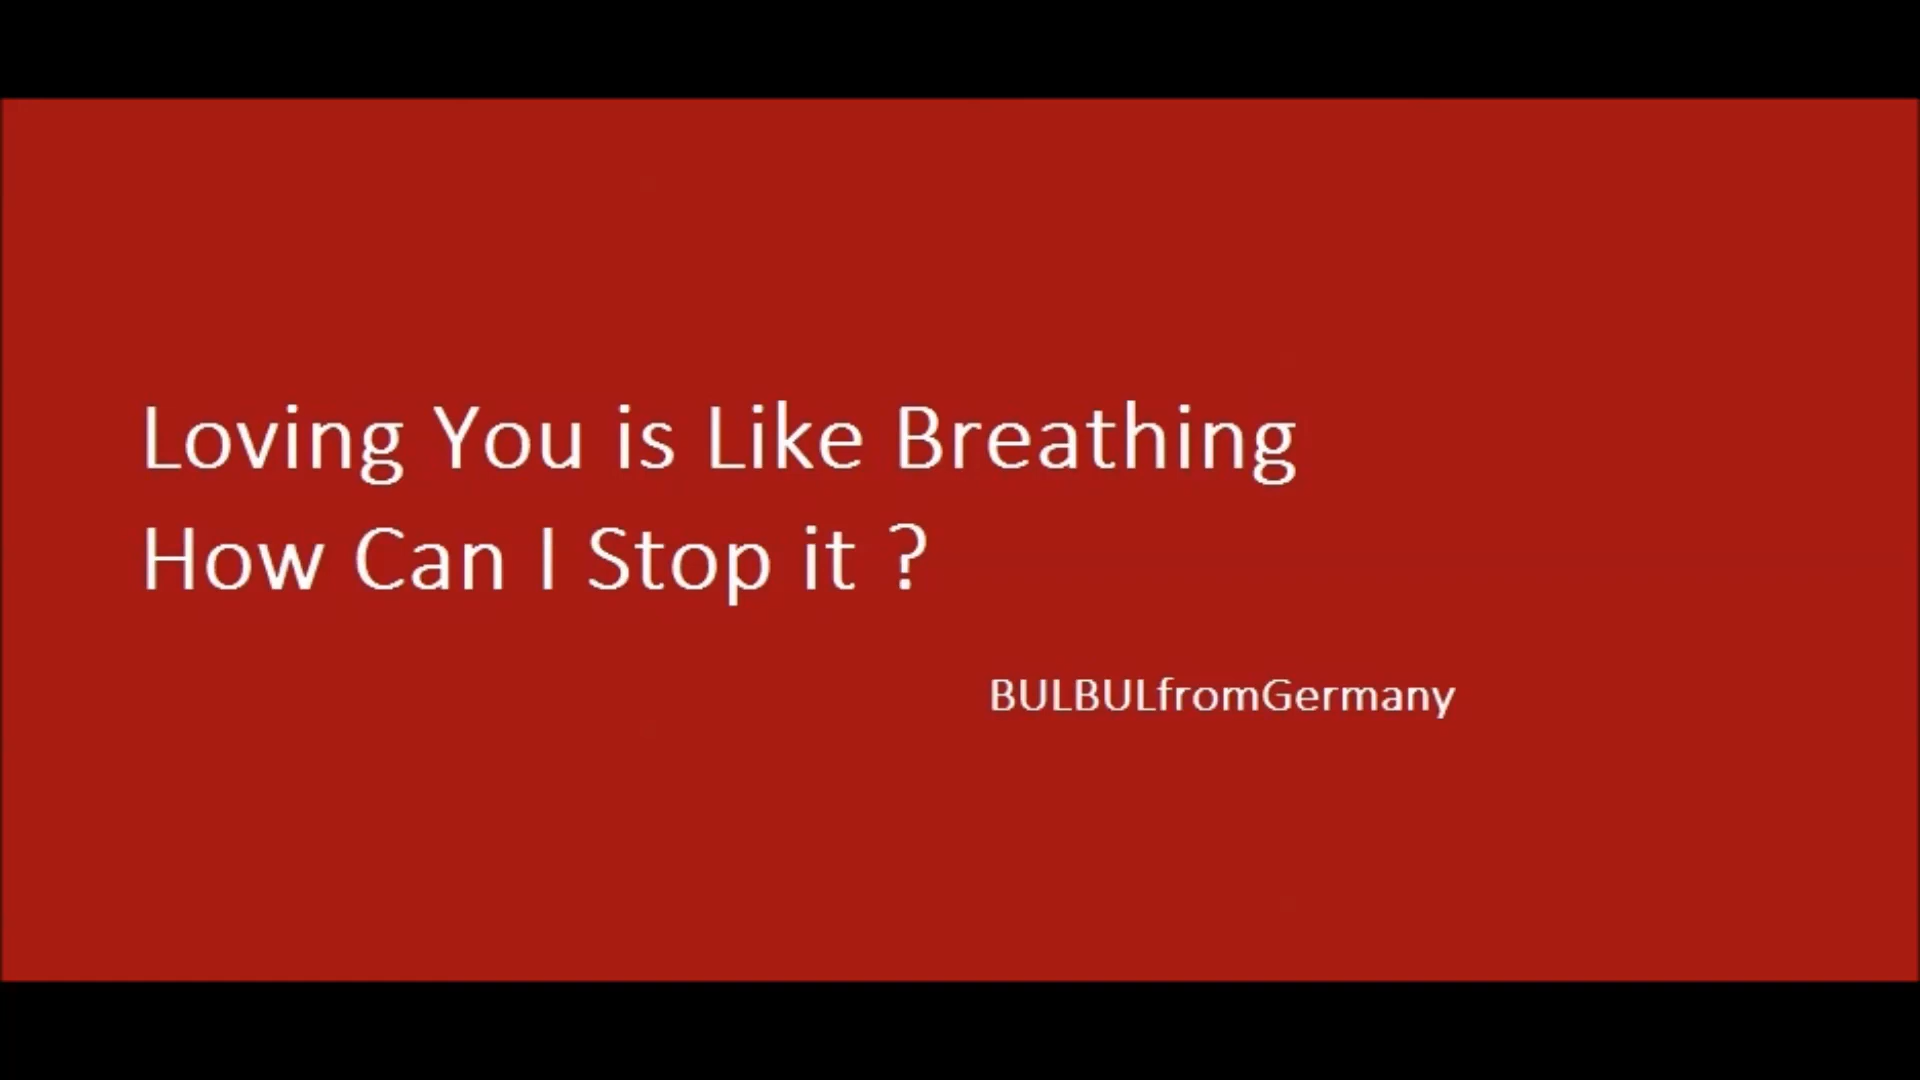 Loving You is Like Breathing
How Can I Stop it ?
BULBULfromGermany